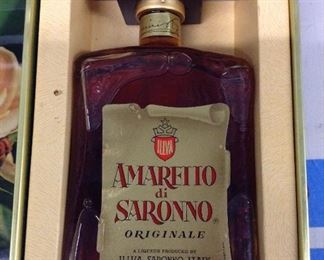 ILLVA
AMARETTO
di
SARONNO
ORIGINALE
A LIQUEUR PRODUCED BY
ILLVA SARONNO ITALY